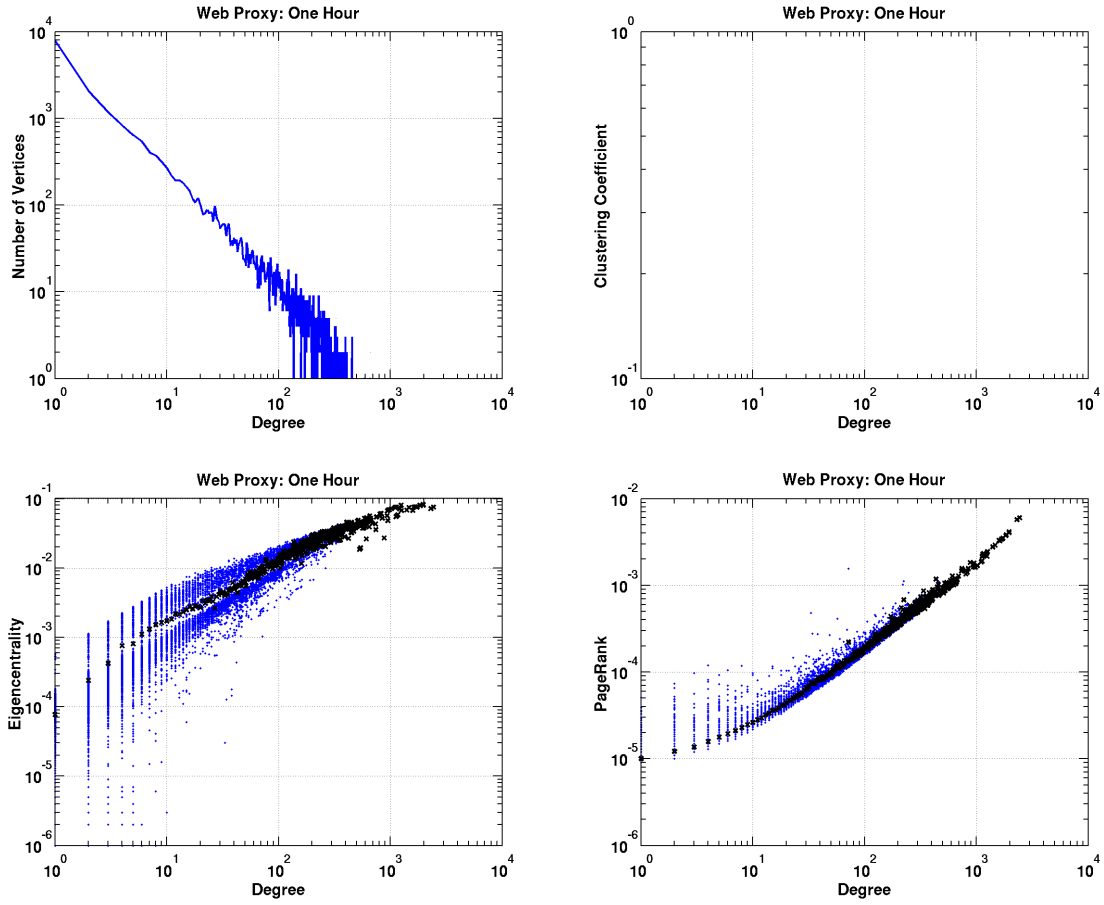 Web Proxy: One Hour
Number of Vertices
10^4
10^3
10^2
10^1
10^0
10^0 10^1 10^2 10^3 10^4
Degree
Web Proxy: One Hour
Clustering Coefficient
10^0
10^-1
10^0 10^1 10^2 10^3 10^4
Degree
Web Proxy: One Hour
Eigencentrality
10^-1
10^-2
10^-3
10^-4
10^-5
10^-6
10^0 10^1 10^2 10^3 10^4
Degree
Web Proxy: One Hour
PageRank
10^-2
10^-3
10^-4
10^-5
10^-6
10^0 10^1 10^2 10^3 10^4
Degree